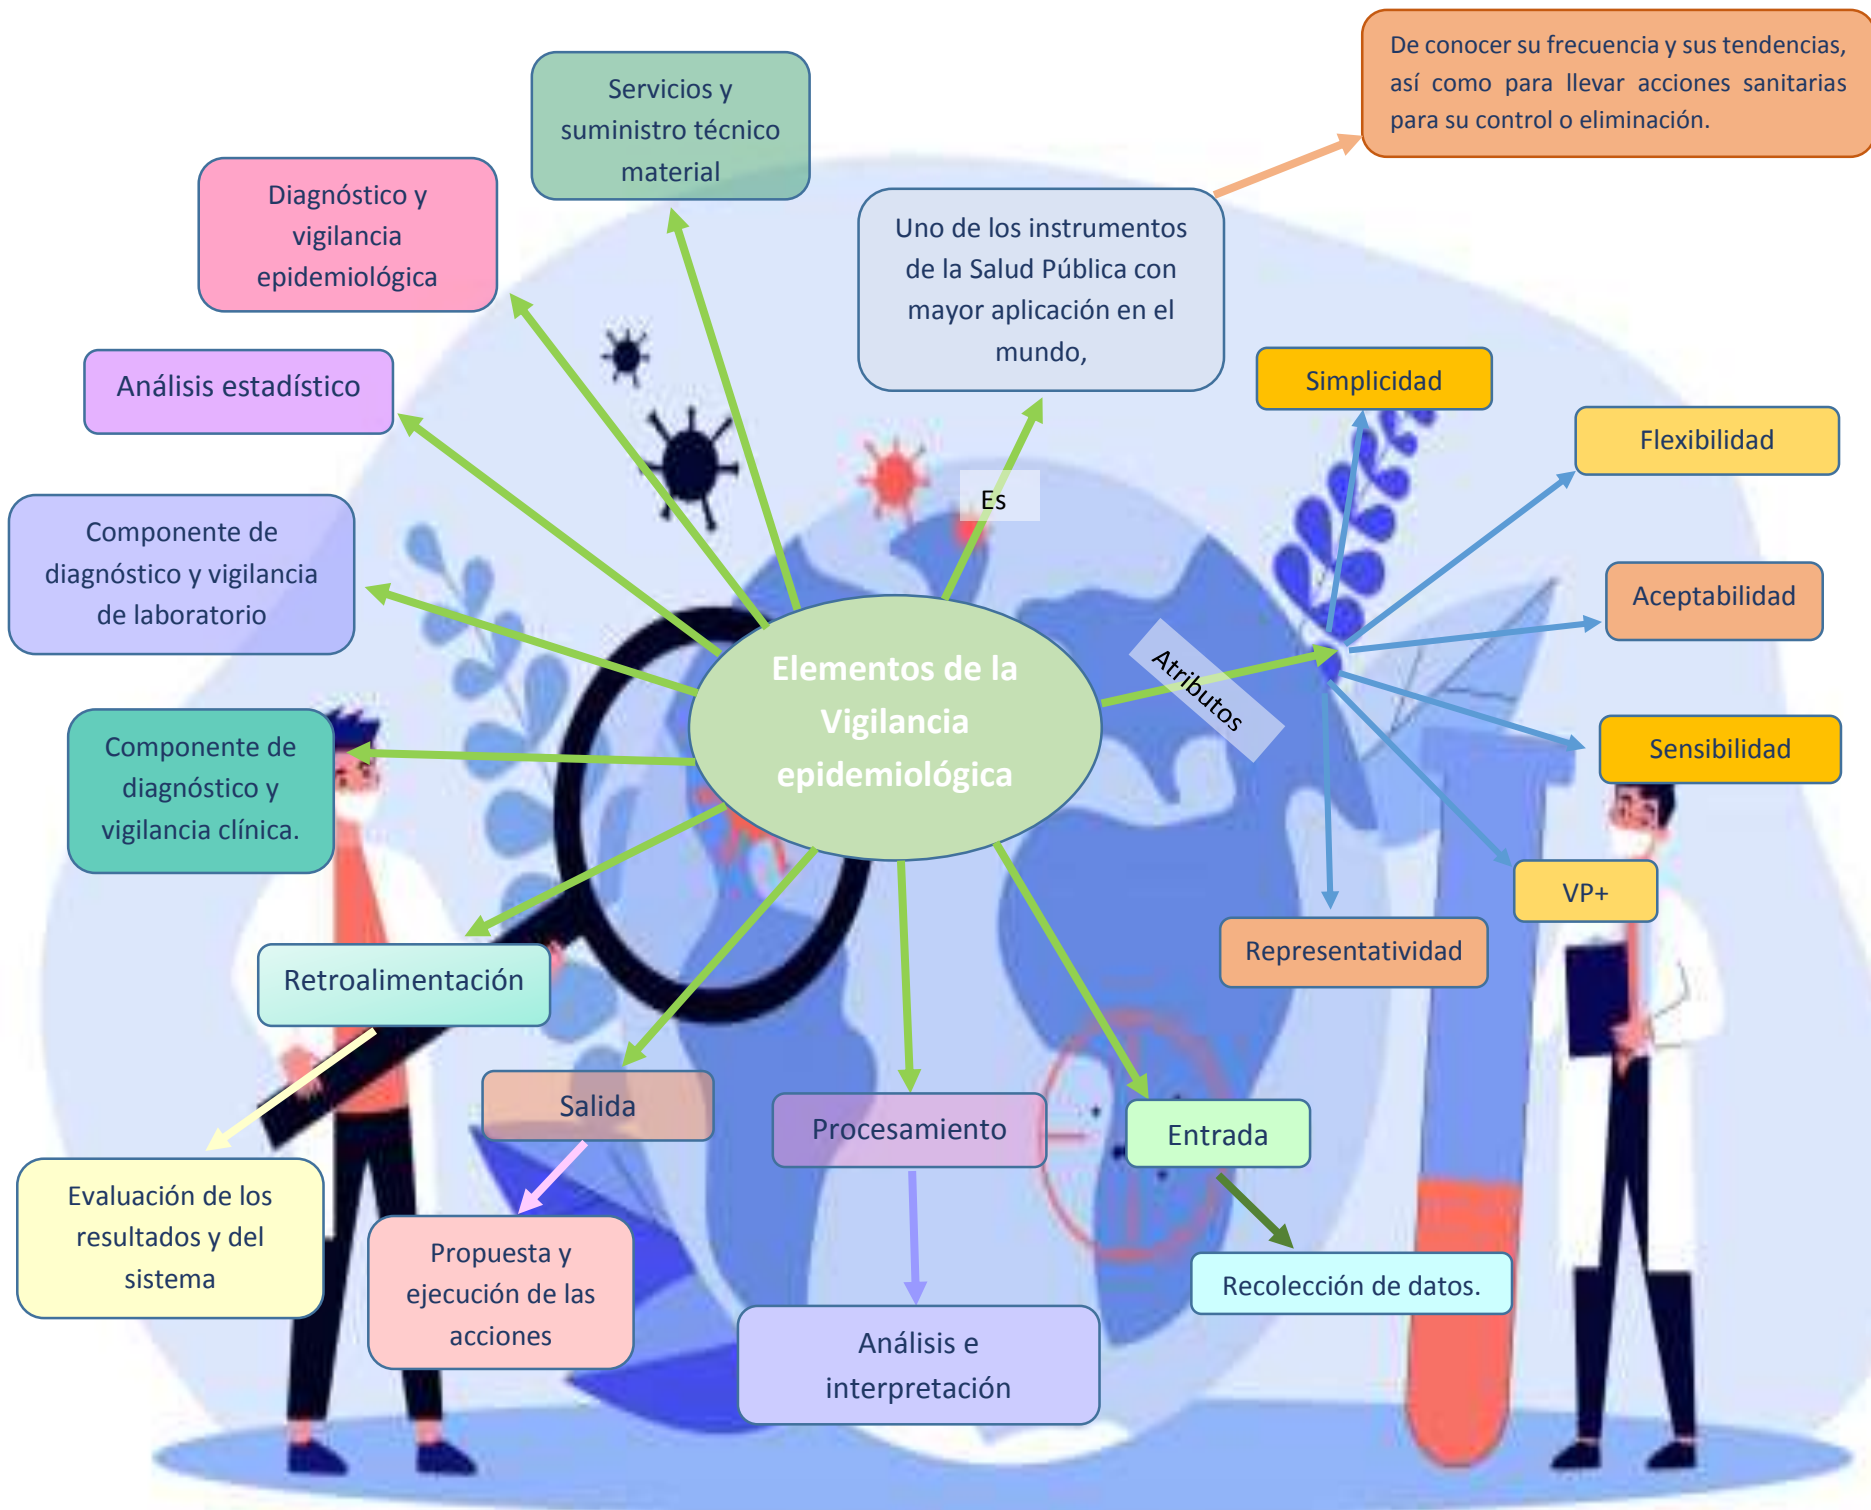 De conocer su frecuencia y sus tendencias,
así como para llevar acciones sanitarias
para su control o eliminación.
Servicios y
suministro técnico
material
Diagnóstico y
vigilancia
epidemiológica
Uno de los instrumentos
de la Salud Pública con
mayor aplicación en el
mundo,
Análisis estadístico
Simplicidad
Flexibilidad
Es
Componente de
diagnóstico y vigilancia
de laboratorio
Aceptabilidad
Elementos de la
Vigilancia
epidemiológica
Atributos
Componente de
diagnóstico y
vigilancia clínica.
Sensibilidad
VP+
Representatividad
Retroalimentación
Salida
Procesamiento
Entrada
Evaluación de los
resultados y del
sistema
Propuesta y
ejecución de las
acciones
Análisis e
interpretación
Recolección de datos.